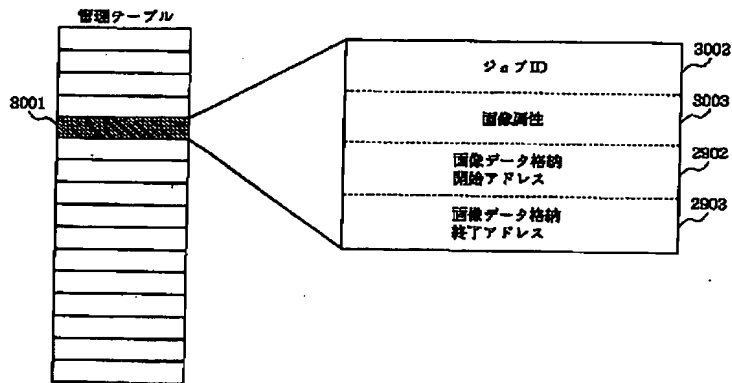 管理テーブル
3001
ジョブID
3002
画像属性
3003
画像データ格納
開始アドレス
2902
画像データ格納
終了アドレス
2903